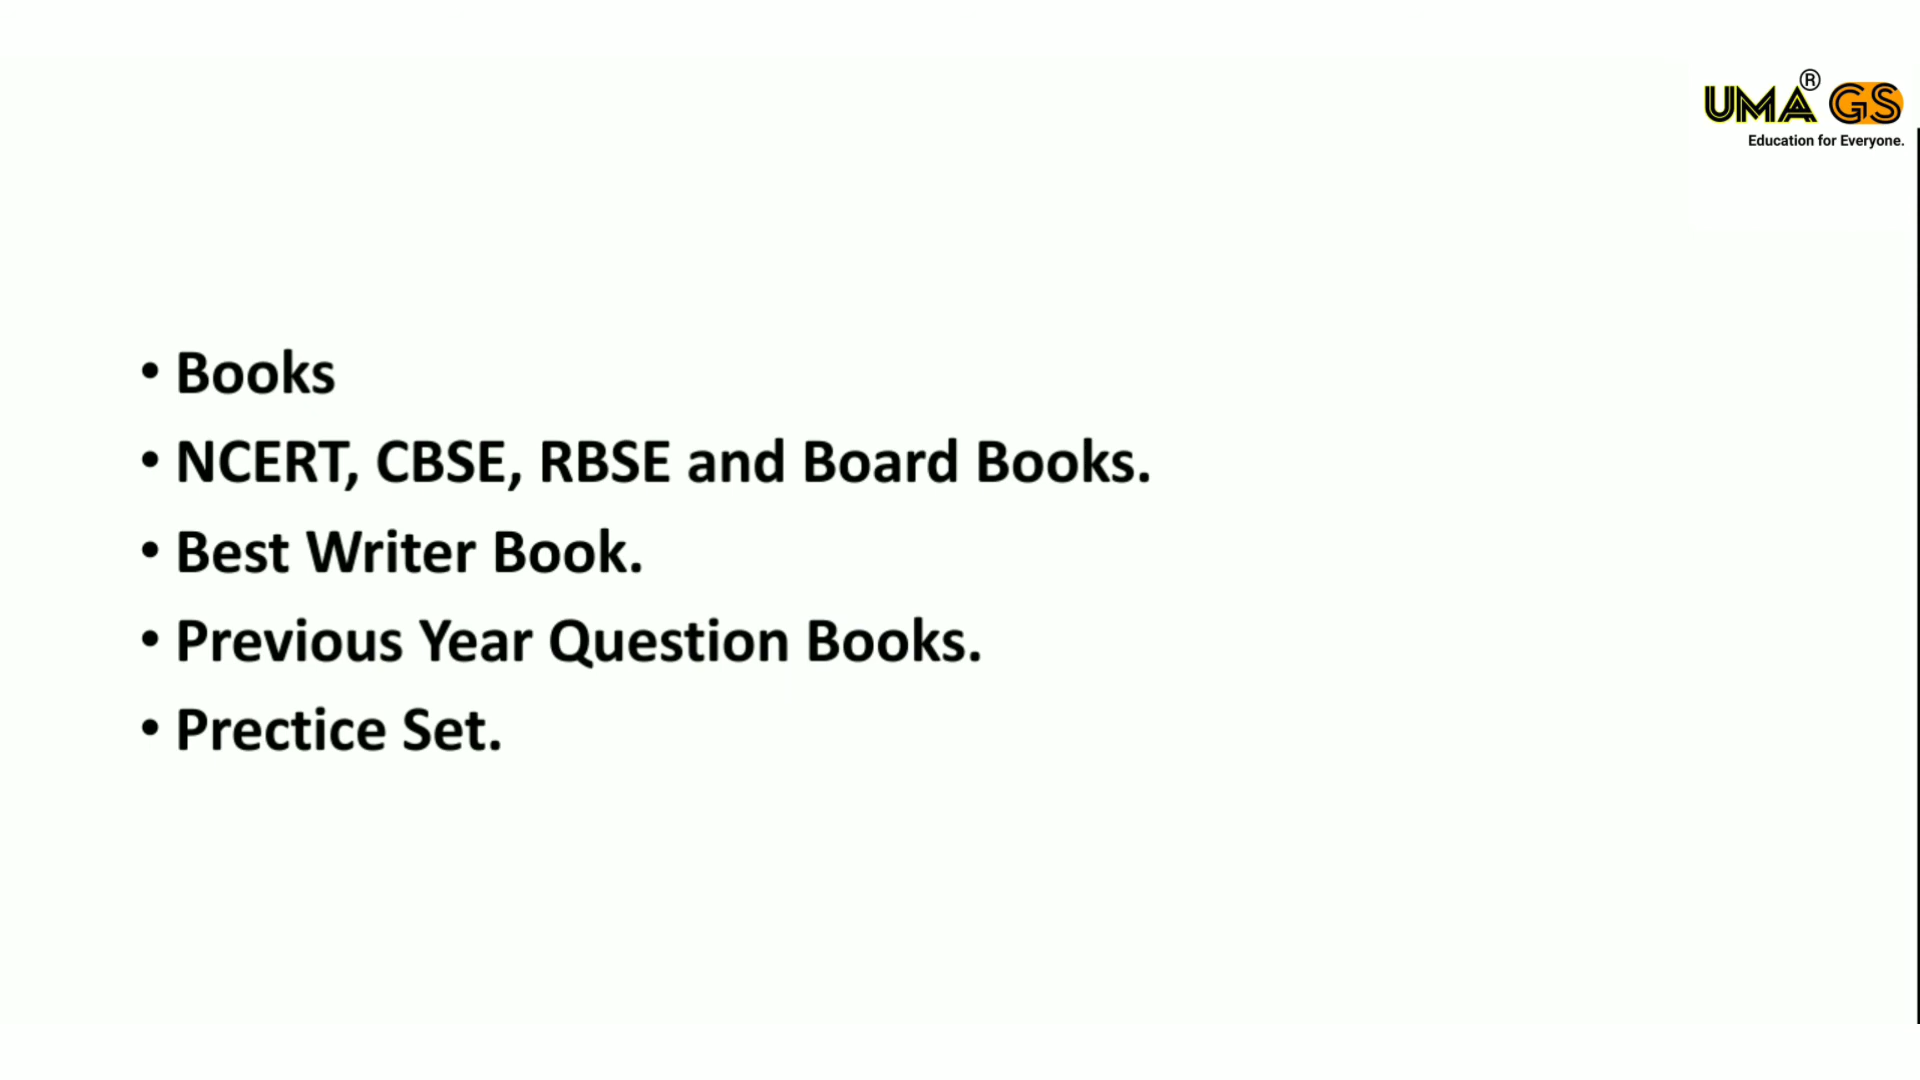 UMA® GS
Education for Everyone.
• Books
• NCERT, CBSE, RBSE and Board Books.
• Best Writer Book.
• Previous Year Question Books.
• Prectice Set.